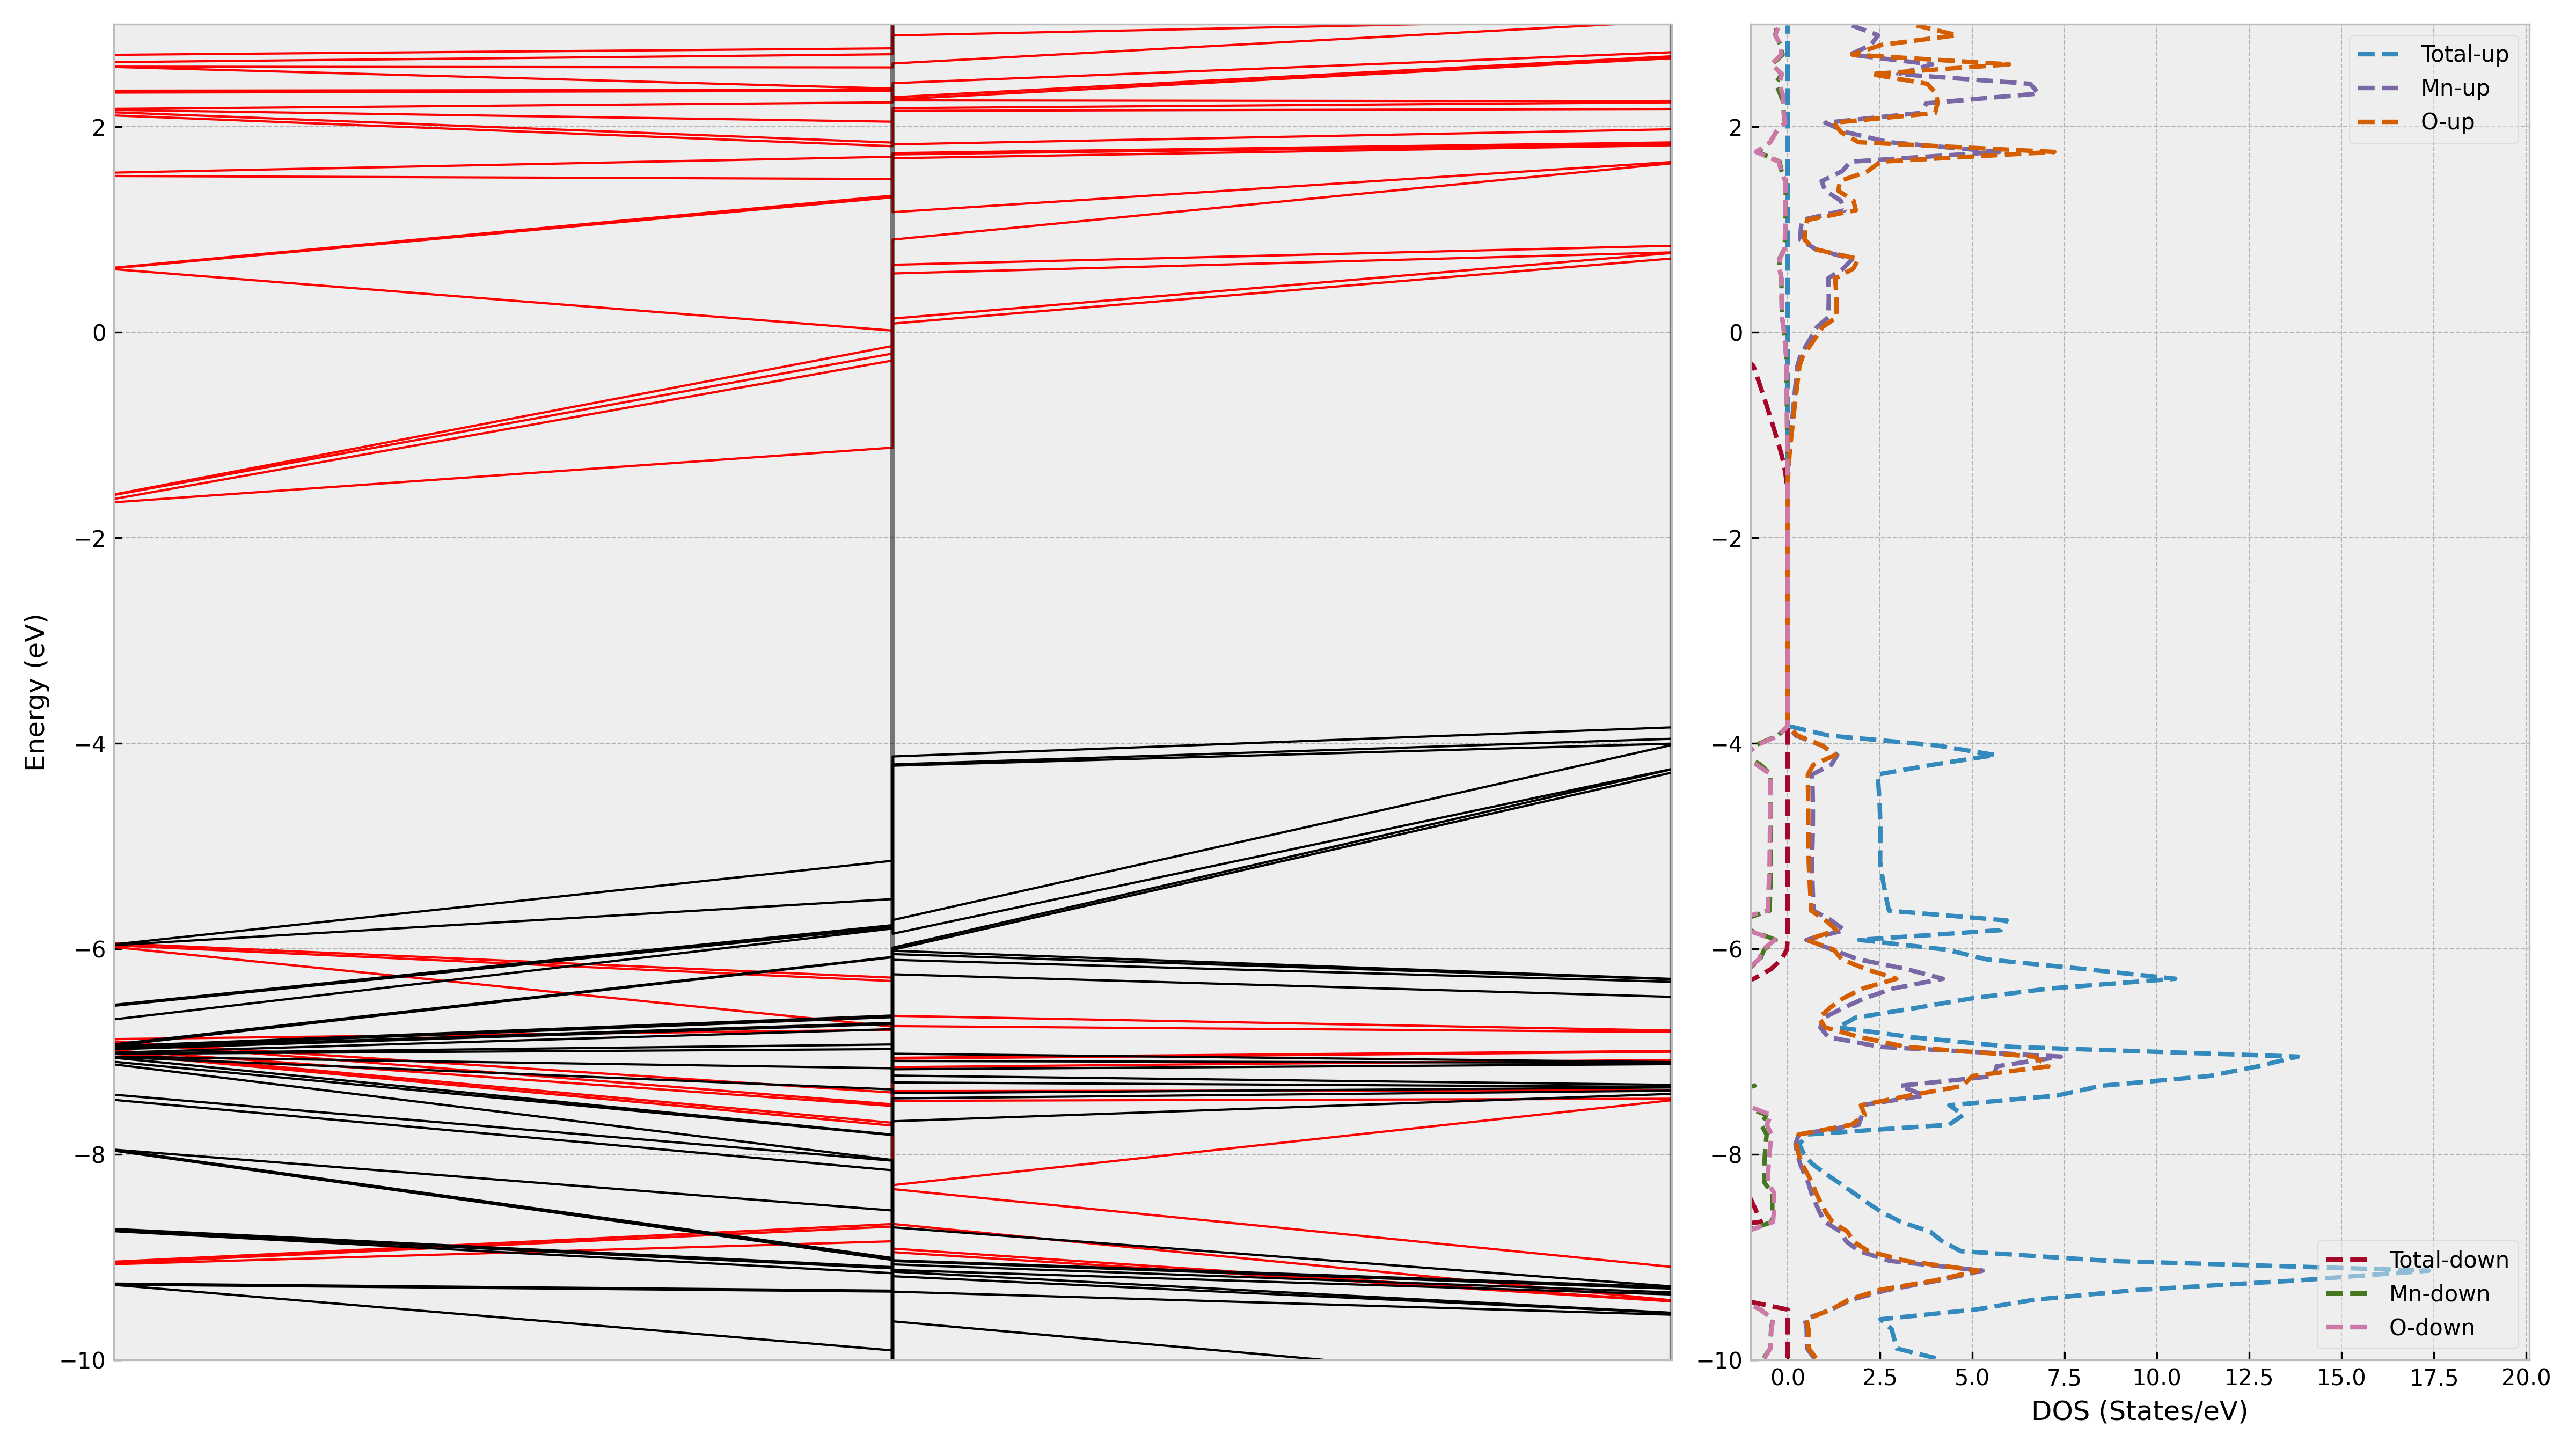 Energy (eV)
2
0
−2
−4
−6
−8
−10
2
0
−2
−4
−6
−8
−10
Total-up
Mn-up
O-up
Total-down
Mn-down
O-down
0.0 2.5 5.0 7.5 10.0 12.5 15.0 17.5 20.0
DOS (States/eV)